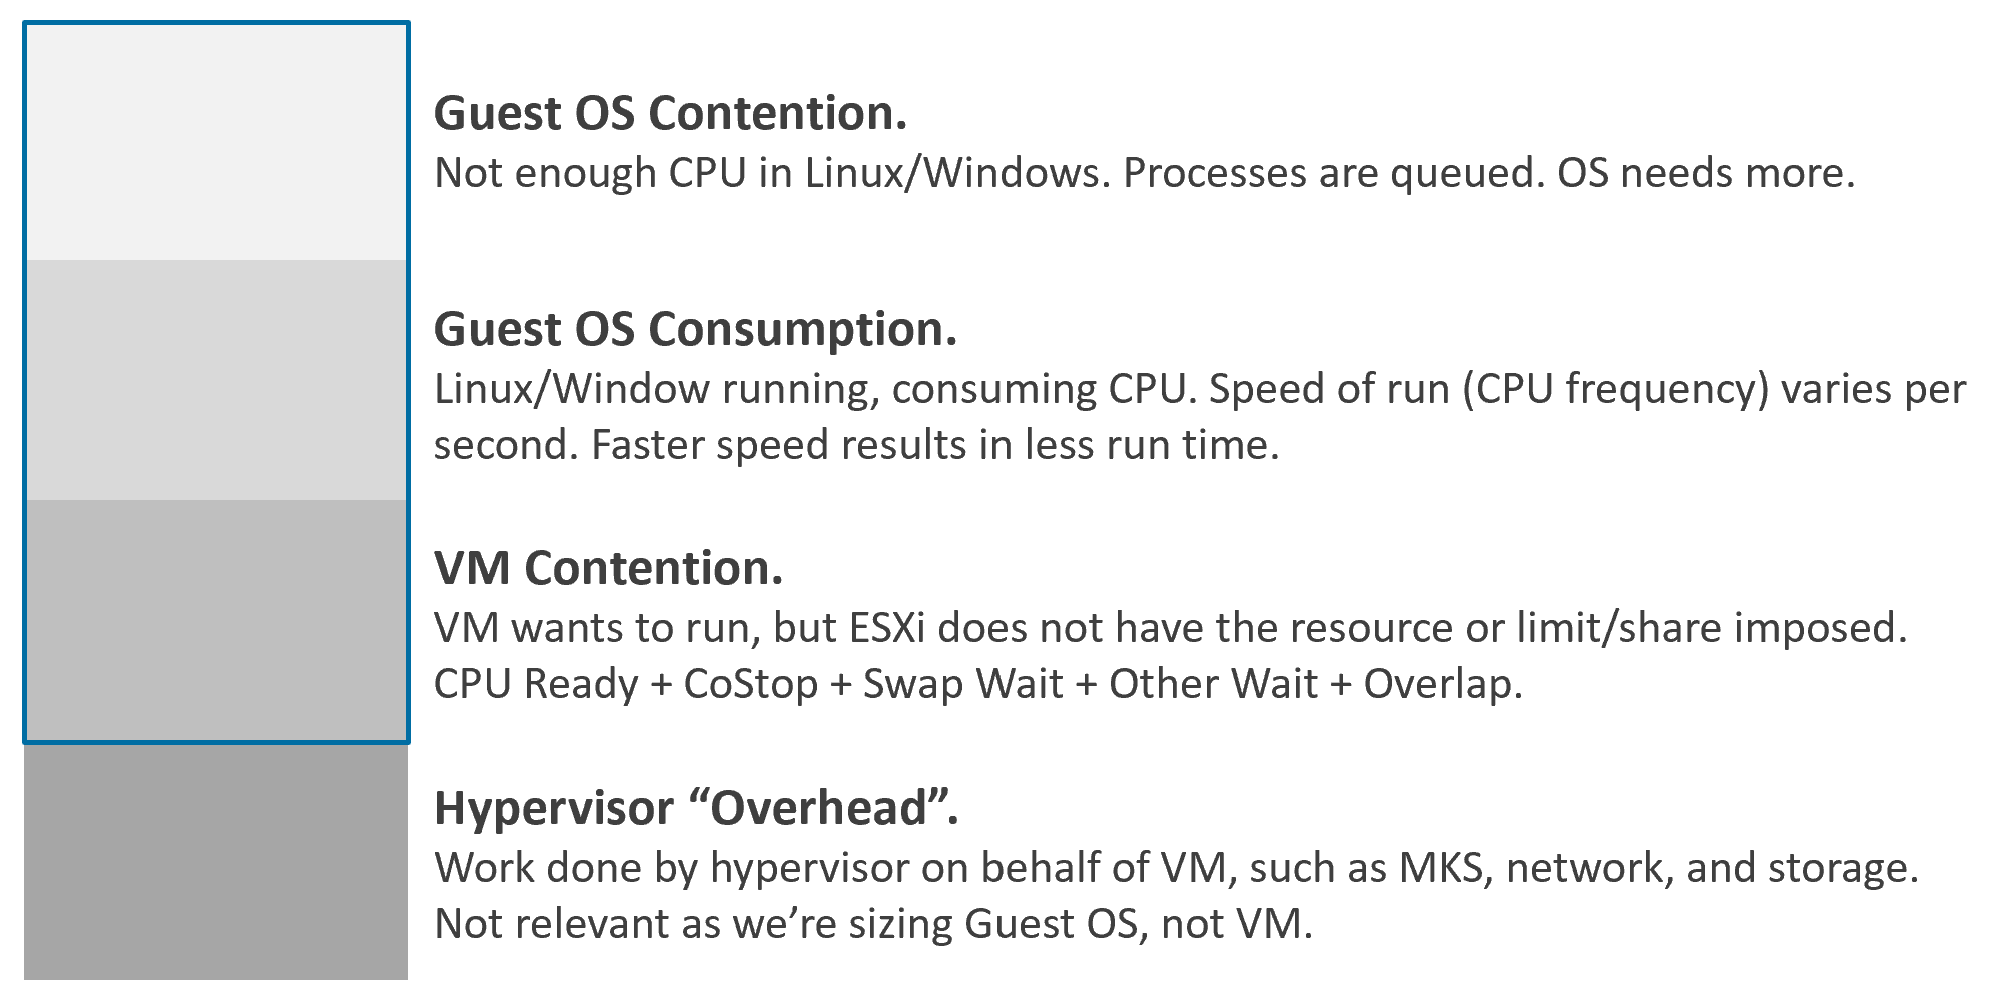 Guest OS Contention.
Not enough CPU in Linux/Windows. Processes are queued. OS needs more.
Guest OS Consumption.
Linux/Window running, consuming CPU. Speed of run (CPU frequency) varies per
second. Faster speed results in less run time.
VM Contention.
VM wants to run, but ESXi does not have the resource or limit/share imposed.
CPU Ready + CoStop + Swap Wait + Other Wait + Overlap.
Hypervisor “Overhead”.
Work done by hypervisor on behalf of VM, such as MKS, network, and storage.
Not relevant as we’re sizing Guest OS, not VM.